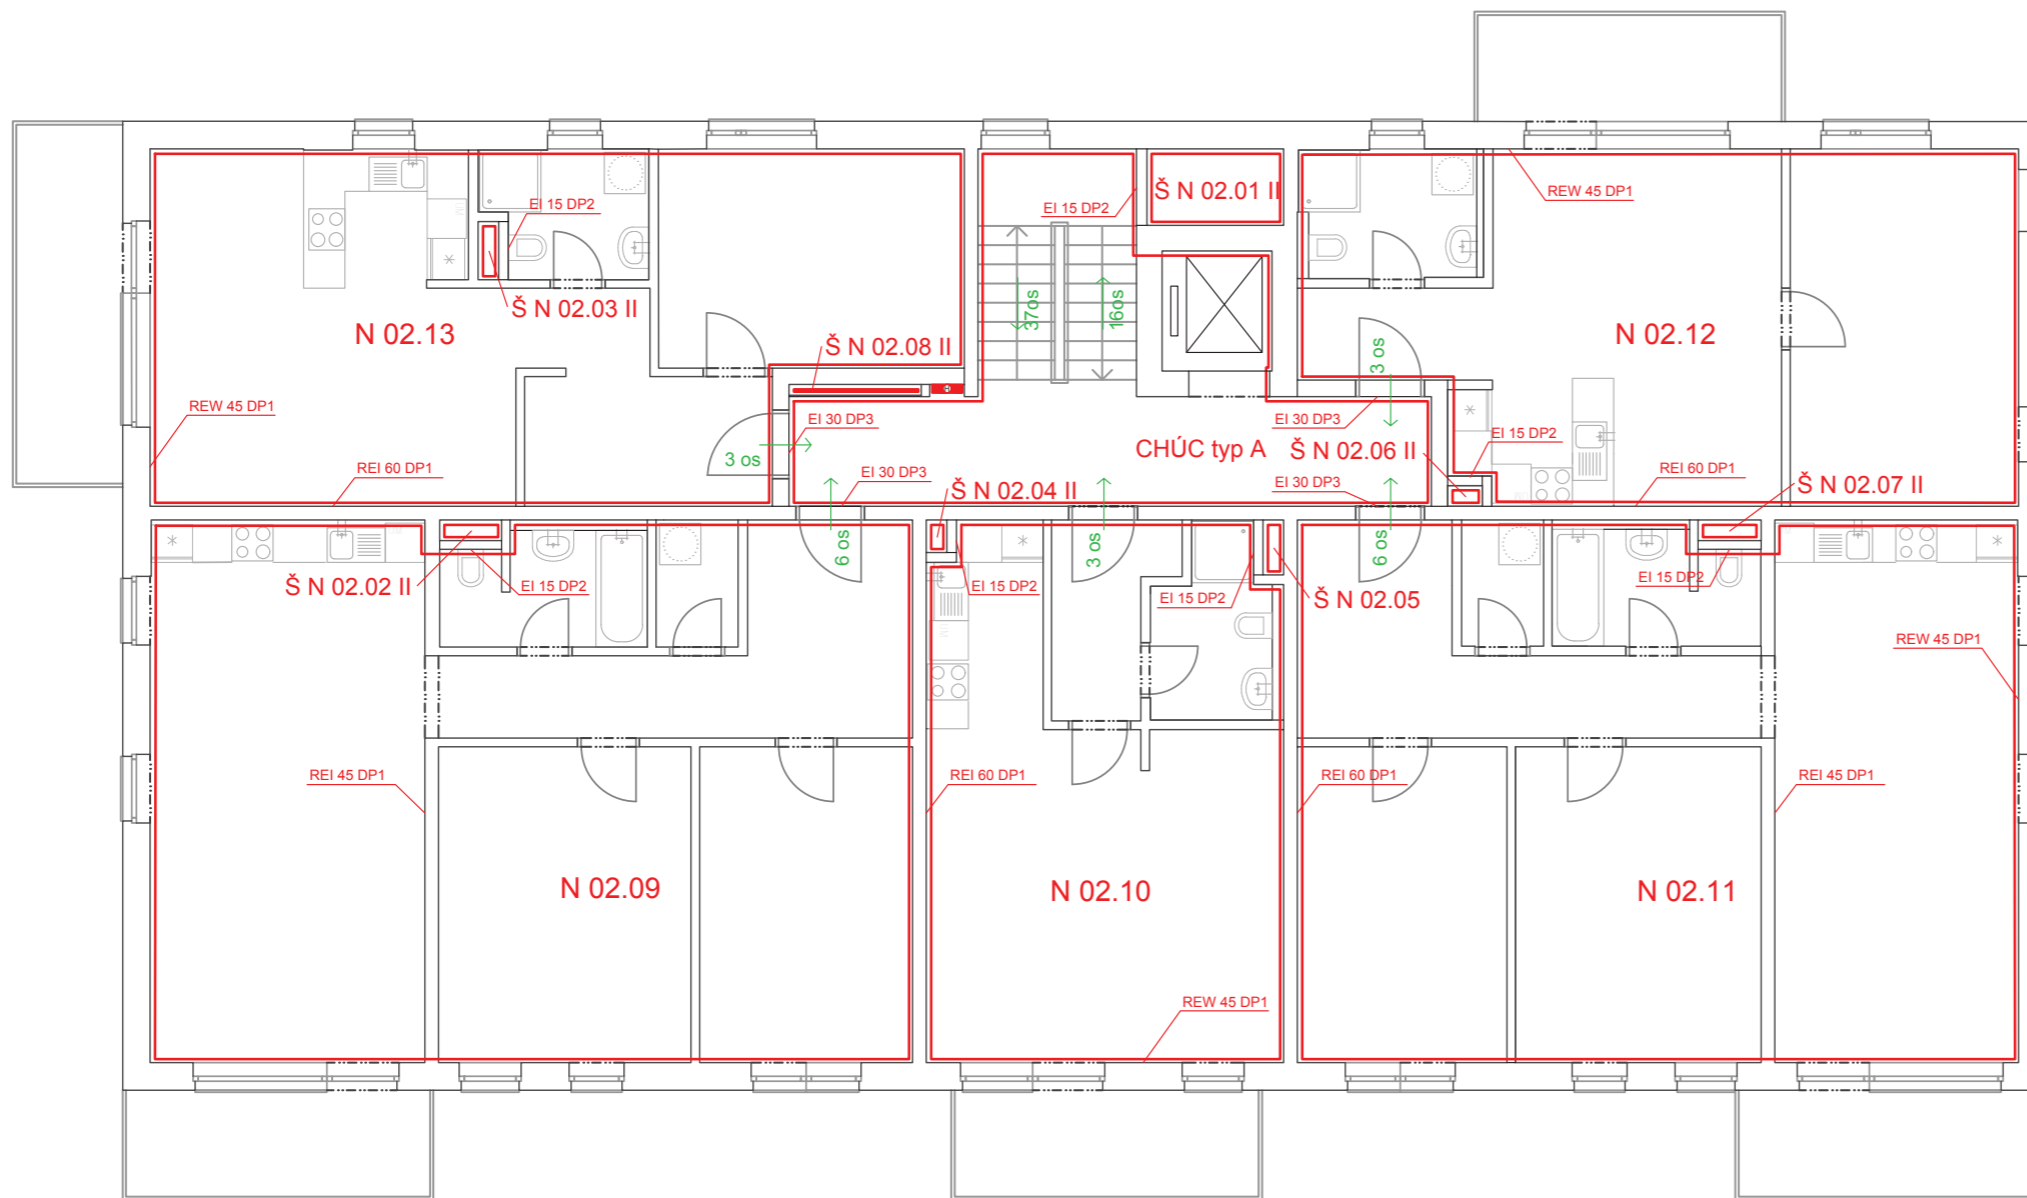 EI 15 DP2
Š N 02.01 II
REW 45 DP1
EI 15 DP2
Š N 02.03 II
N 02.13
Š N 02.08 II
37os
16os
3 os
N 02.12
REW 45 DP1
EI 30 DP3
3 os
CHÚC typ A
EI 30 DP3
Š N 02.06 II
EI 15 DP2
REI 60 DP1
EI 30 DP3
Š N 02.04 II
EI 30 DP3
REI 60 DP1
Š N 02.07 II
6 os
3 os
6 os
Š N 02.02 II
EI 15 DP2
EI 15 DP2
EI 15 DP2
Š N 02.05
EI 15 DP2
REW 45 DP1
REI 45 DP1
REI 60 DP1
REI 60 DP1
REI 45 DP1
N 02.09
N 02.10
N 02.11
REW 45 DP1